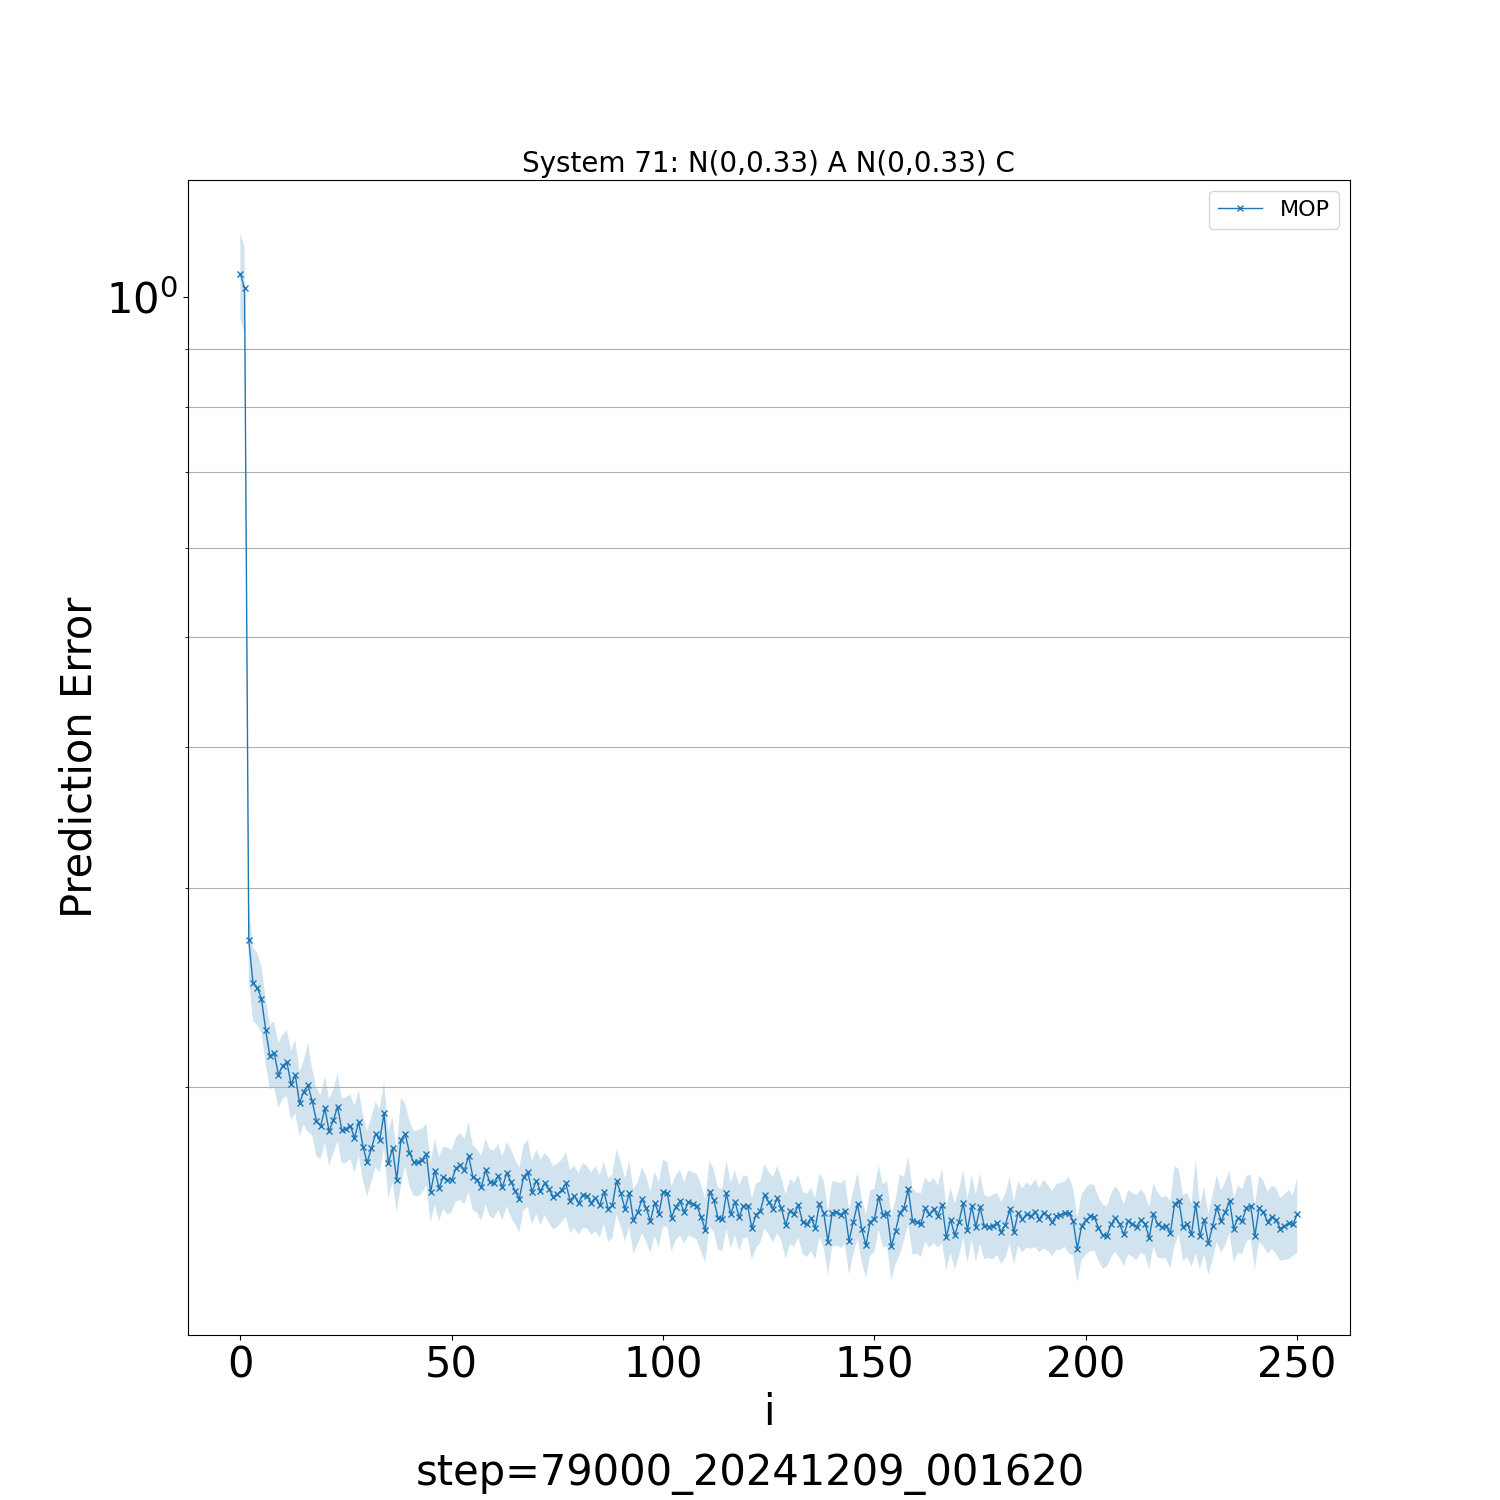 System 71: N(0,0.33) A N(0,0.33) C
MOP
10⁰
Prediction Error
0 50 100 150 200 250
i
step=79000_20241209_001620